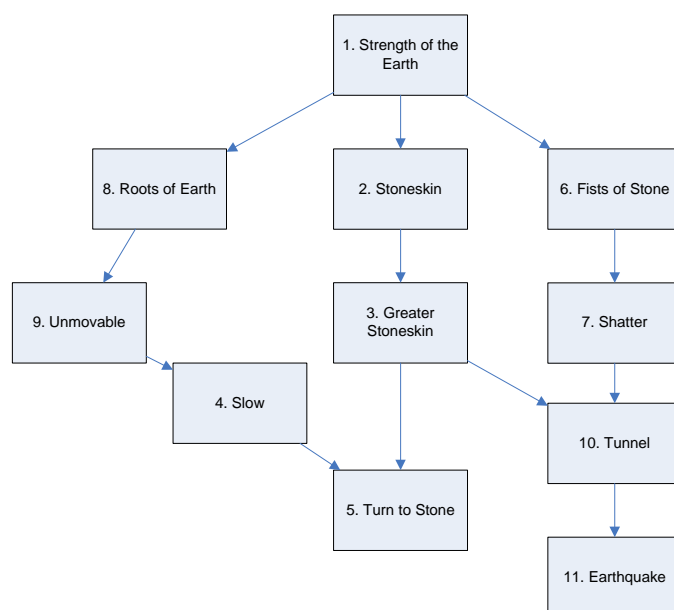 1. Strength of the
Earth
8. Roots of Earth
2. Stoneskin
6. Fists of Stone
9. Unmovable
3. Greater
Stoneskin
7. Shatter
4. Slow
10. Tunnel
5. Turn to Stone
11. Earthquake